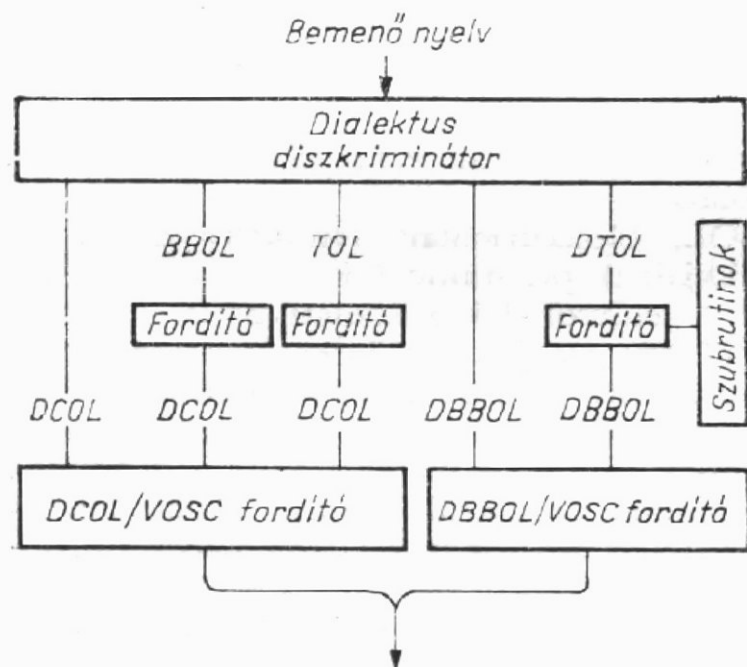 Bemenő nyelv
Dialektus
diszkriminátor
BBOL TOL DTOL
Fordító Fordító Fordító
Szubrutinok
DCOL DCOL DCOL DBBOL DBBOL
DCOL/VOSC fordító DBBOL/VOSC fordító